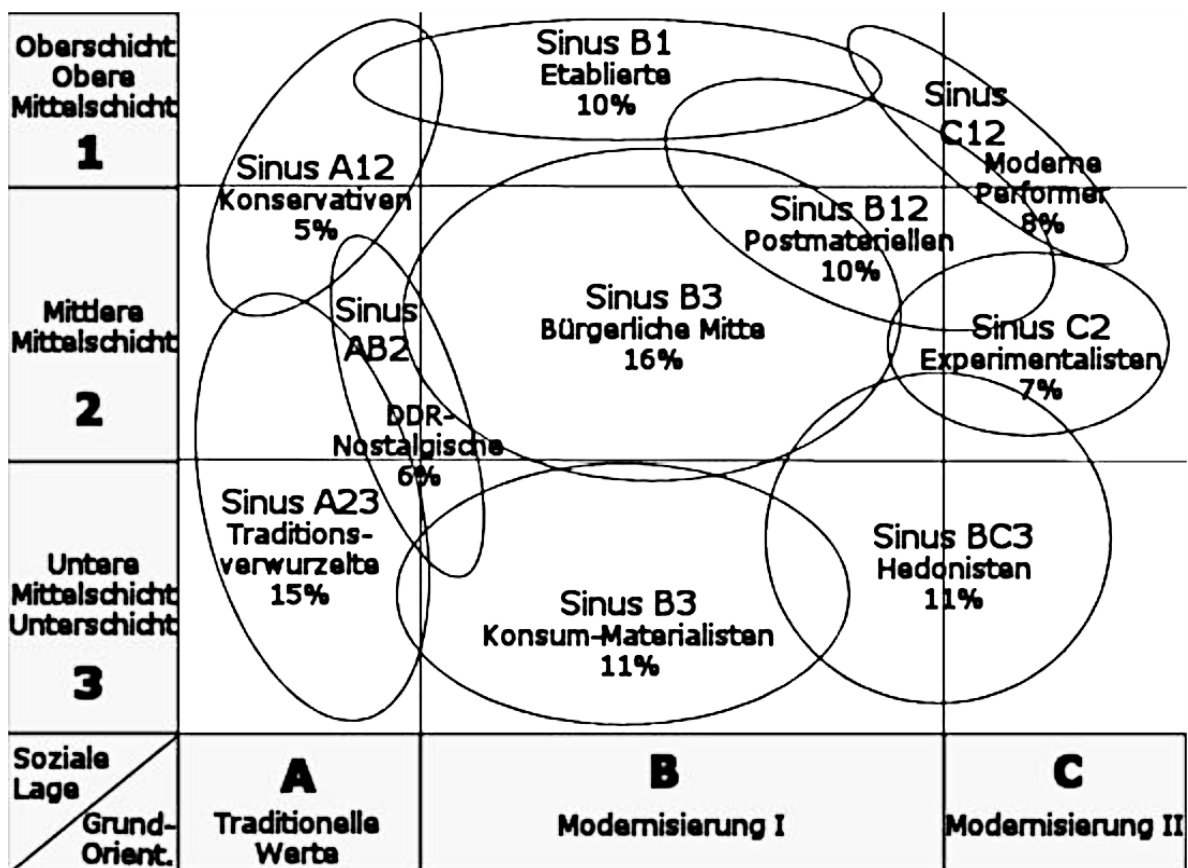 Oberschicht
Obere
Mittelschicht
1
Sinus B1
Etablierte
10%
Sinus
C12
Moderne
Performer
8%
Sinus A12
Konservativen
5%
Sinus B12
Postmateriellen
10%
Mittlere
Mittelschicht
2
Sinus
AB2
DDR-
Nostalgische
6%
Sinus B3
Bürgerliche Mitte
16%
Sinus C2
Experimentalisten
7%
Untere
Mittelschicht
Unterschicht
3
Sinus A23
Traditions-
verwurzelte
15%
Sinus B3
Konsum-Materialisten
11%
Sinus BC3
Hedonisten
11%
Soziale
Lage
Grund-
Orient.
A
Traditionelle
Werte
B
Modernisierung I
C
Modernisierung II